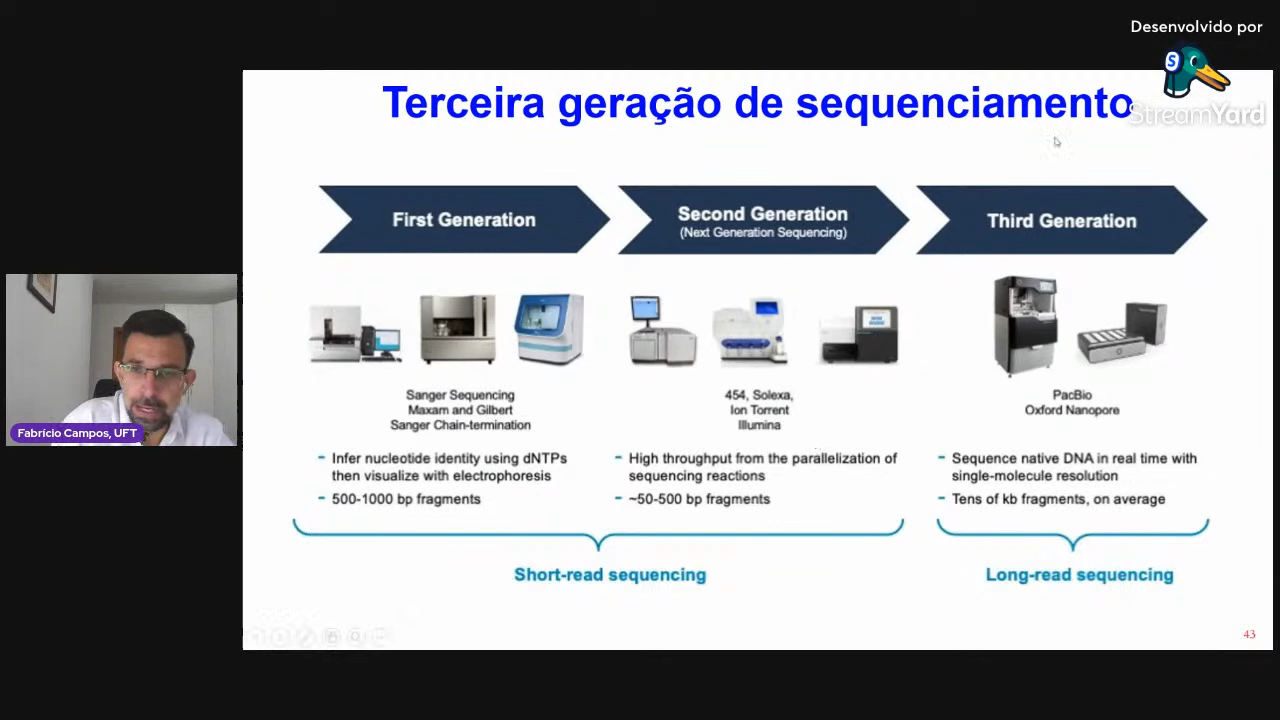 Desenvolvido por
StreamYard
Terceira geração de sequenciamento
First Generation
Second Generation
(Next Generation Sequencing)
Third Generation
Sanger Sequencing
Maxam and Gilbert
Sanger Chain-termination
454, Solexa,
Ion Torrent
Illumina
PacBio
Oxford Nanopore
- Infer nucleotide identity using dNTPs
then visualize with electrophoresis
- 500-1000 bp fragments
- High throughput from the parallelization of
sequencing reactions
- ~50-500 bp fragments
- Sequence native DNA in real time with
single-molecule resolution
- Tens of kb fragments, on average
Short-read sequencing
Long-read sequencing
Fabrício Campos, UFT
43